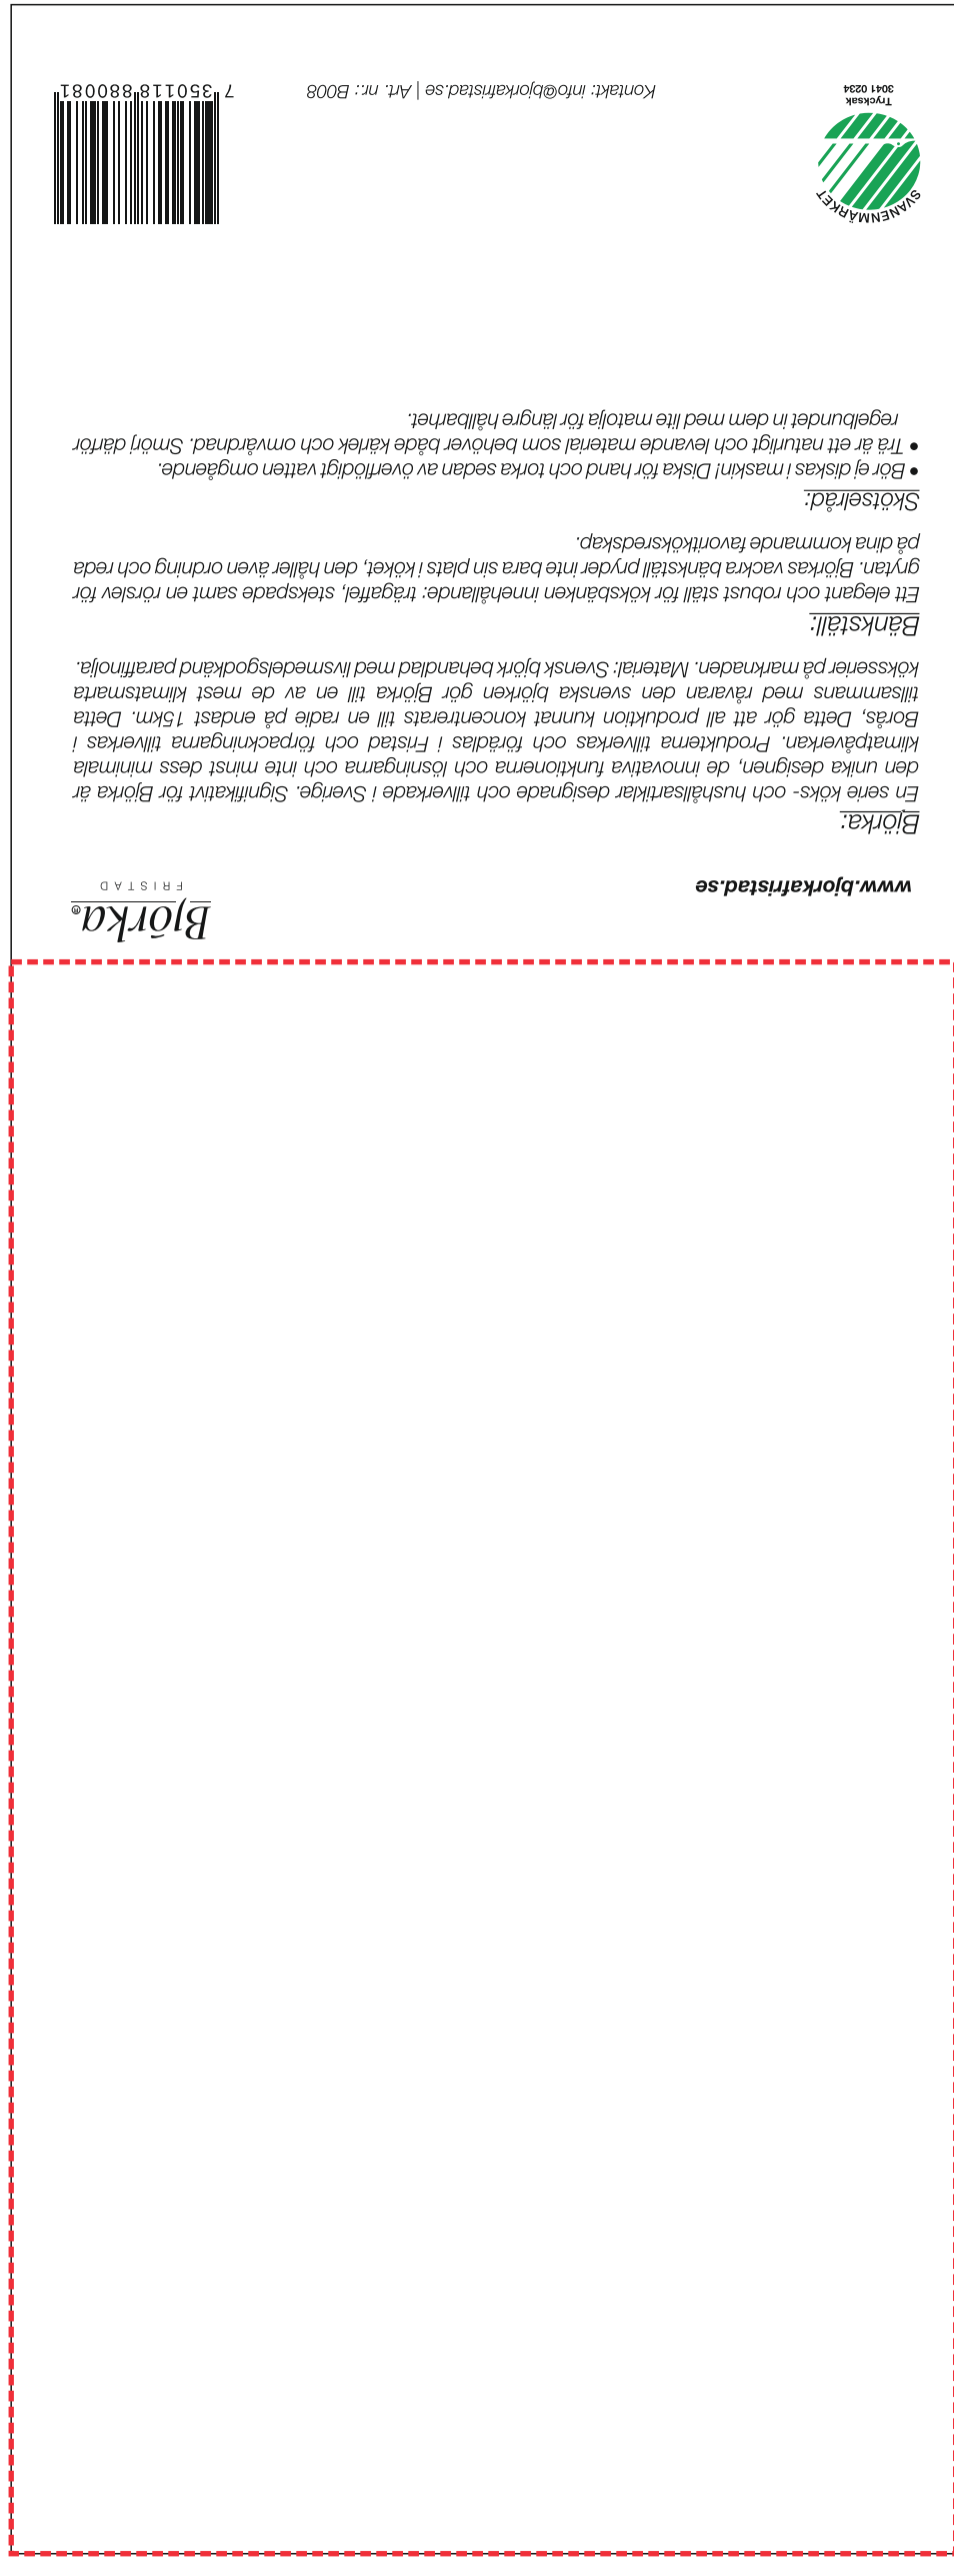 www.bjorkafristad.se
Björka®
FRISTAD
Björka:
En serie köks- och hushållsartiklar designade och tillverkade i Sverige. Signifikativt för Björka är
den unika designen, de innovativa funktionerna och lösningarna och inte minst dess minimala
klimatpåverkan. Produkterna tillverkas och förädlas i Fristad och förpackningarna tillverkas i
Borås, Detta gör att all produktion kunnat koncentrerats till en radie på endast 15km. Detta
tillsammans med råvaran den svenska björken gör Björka till en av de mest klimatsmarta
köksserier på marknaden. Material: Svensk björk behandlad med livsmedelsgodkänd paraffinolja.
Bänkställ:
Ett elegant och robust ställ för köksbänken innehållande: trägaffel, stekspade samt en rörslev för
grytan. Björkas vackra bänkställ pryder inte bara sin plats i köket, den håller även ordning och reda
på dina kommande favoritköksredskap.
Skötselråd:
• Bör ej diskas i maskin! Diska för hand och torka sedan av överflödigt vatten omgående.
• Trä är ett naturligt och levande material som behöver både kärlek och omvårdnad. Smörj därför
regelbundet in dem med lite matolja för längre hållbarhet.
SVANENMÄRKET
Trycksak
3041 0234
Kontakt: info@bjorkafristad.se | Art. nr.: B008
7 350118 880081